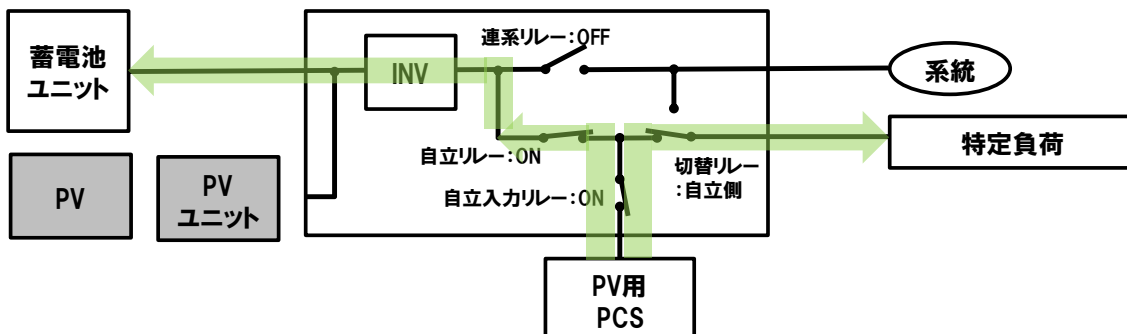 蓄電池
ユニット
INV
連系リレー:OFF
系統
自立リレー:ON
自立入力リレー:ON
切替リレー
:自立側
特定負荷
PV
PV
ユニット
PV用
PCS